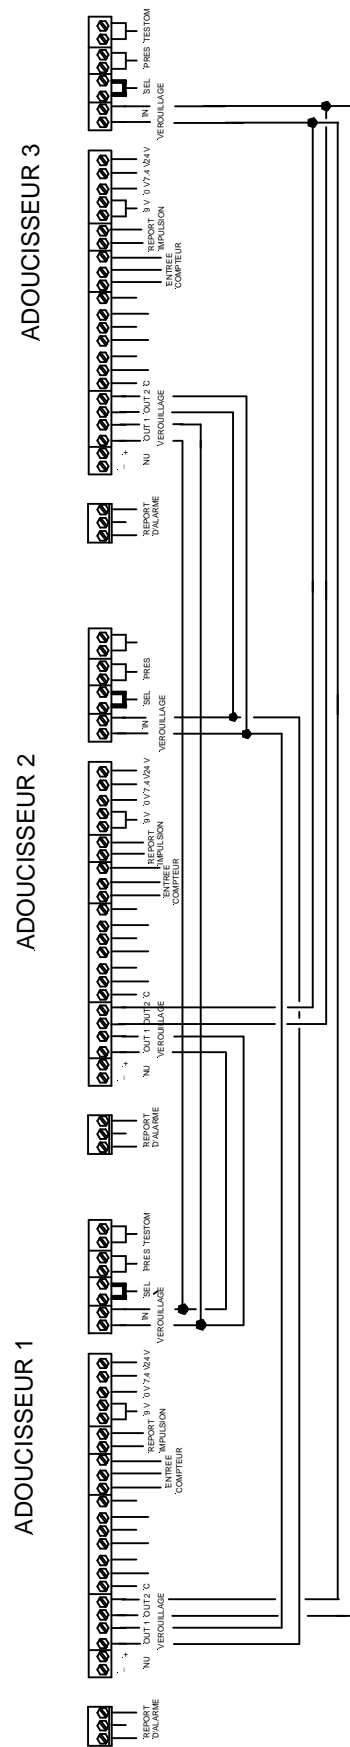 ADOUCISSEUR 1
REPORT
D'ALARME
NU
- +
OUT 1 OUT 2 C
VEROUILLAGE
ENTREE
COMPTEUR
REPORT
IMPULSION
9 V 0 V 7.4 V 24 V
IN
VEROUILLAGE
SEL
PRES TESTOM
ADOUCISSEUR 2
REPORT
D'ALARME
NU
- +
OUT 1 OUT 2 C
VEROUILLAGE
ENTREE
COMPTEUR
REPORT
IMPULSION
9 V 0 V 7.4 V 24 V
IN
VEROUILLAGE
SEL
PRES
ADOUCISSEUR 3
REPORT
D'ALARME
NU
- +
OUT 1 OUT 2 C
VEROUILLAGE
ENTREE
COMPTEUR
REPORT
IMPULSION
9 V 0 V 7.4 V 24 V
IN
VEROUILLAGE
SEL
PRES TESTOM